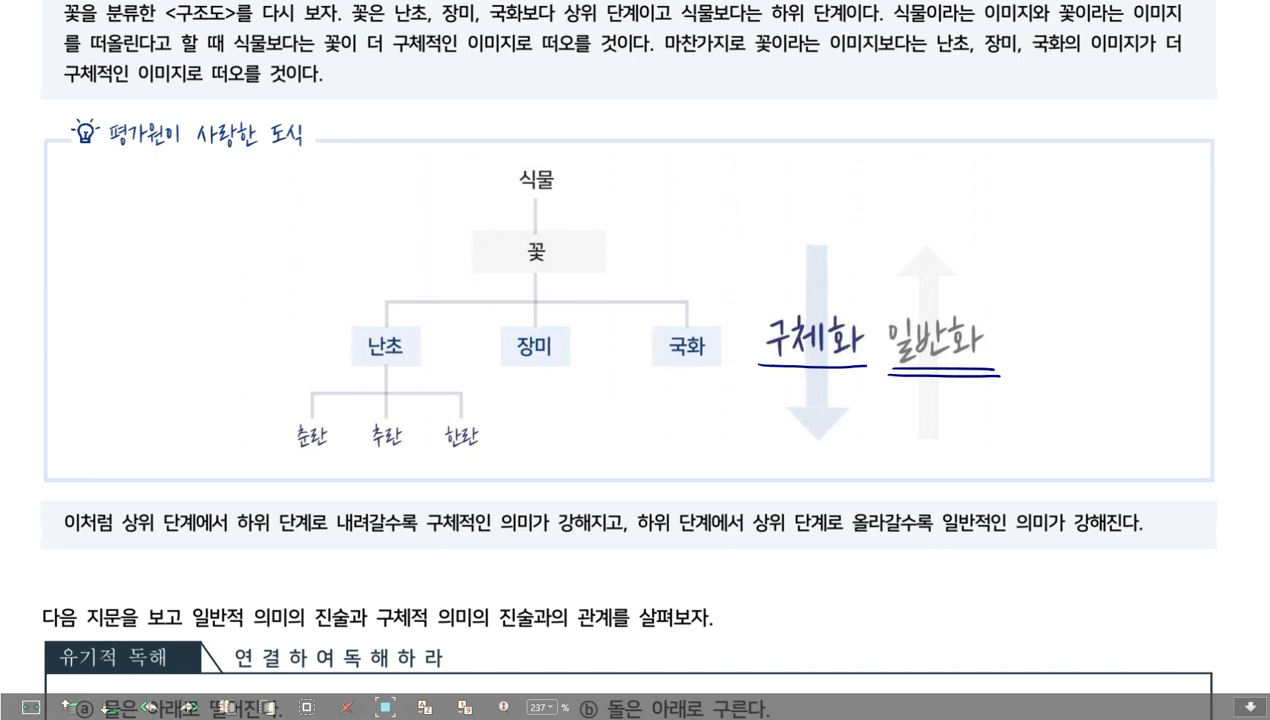 꽃을 분류한 <구조도>를 다시 보자. 꽃은 난초, 장미, 국화보다 상위 단계이고 식물보다는 하위 단계이다. 식물이라는 이미지와 꽃이라는 이미지
를 떠올린다고 할 때 식물보다는 꽃이 더 구체적인 이미지로 떠오를 것이다. 마찬가지로 꽃이라는 이미지보다는 난초, 장미, 국화의 이미지가 더
구체적인 이미지로 떠오를 것이다.
평가원이 사랑한 도식
식물
꽃
난초 장미 국화
구체화 일반화
춘란 추란 한란
이처럼 상위 단계에서 하위 단계로 내려갈수록 구체적인 의미가 강해지고, 하위 단계에서 상위 단계로 올라갈수록 일반적인 의미가 강해진다.
다음 지문을 보고 일반적 의미의 진술과 구체적 의미의 진술과의 관계를 살펴보자.
유기적 독해 연결하여독해하라
ⓐ 물은 아래로 떨어진다. ⓑ 돌은 아래로 구른다.
237 %